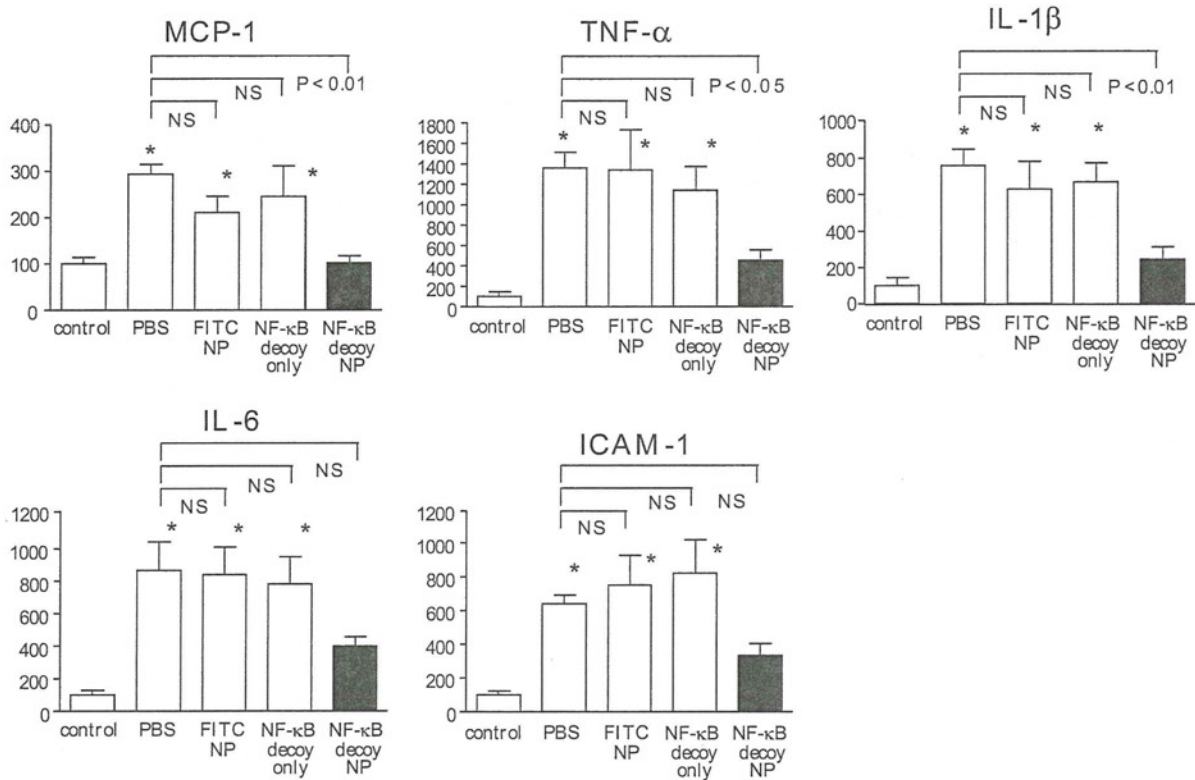 MCP-1
P<0.01
NS
NS
*
*
*
400
300
200
100
0
control
PBS
FITC NP
NF-κB decoy only
NF-κB decoy NP
TNF-α
P<0.05
NS
NS
*
*
*
1800
1600
1400
1200
1000
800
600
400
200
0
control
PBS
FITC NP
NF-κB decoy only
NF-κB decoy NP
IL-1β
P<0.01
NS
NS
*
*
*
1000
800
600
400
200
0
control
PBS
FITC NP
NF-κB decoy only
NF-κB decoy NP
IL-6
NS
NS
NS
*
*
*
1200
1000
800
600
400
200
0
control
PBS
FITC NP
NF-κB decoy only
NF-κB decoy NP
ICAM-1
NS
NS
NS
*
*
*
1200
1000
800
600
400
200
0
control
PBS
FITC NP
NF-κB decoy only
NF-κB decoy NP